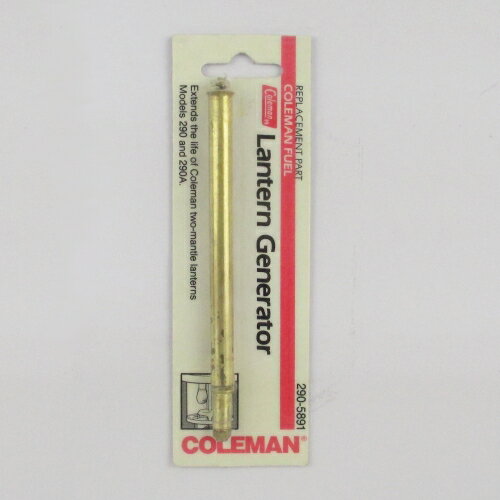 REPLACEMENT PART
COLEMAN FUEL
Coleman
Lantern Generator
Extends the life of Coleman two-mantle lanterns
Models 290 and 290A.
290-5891
COLEMAN®